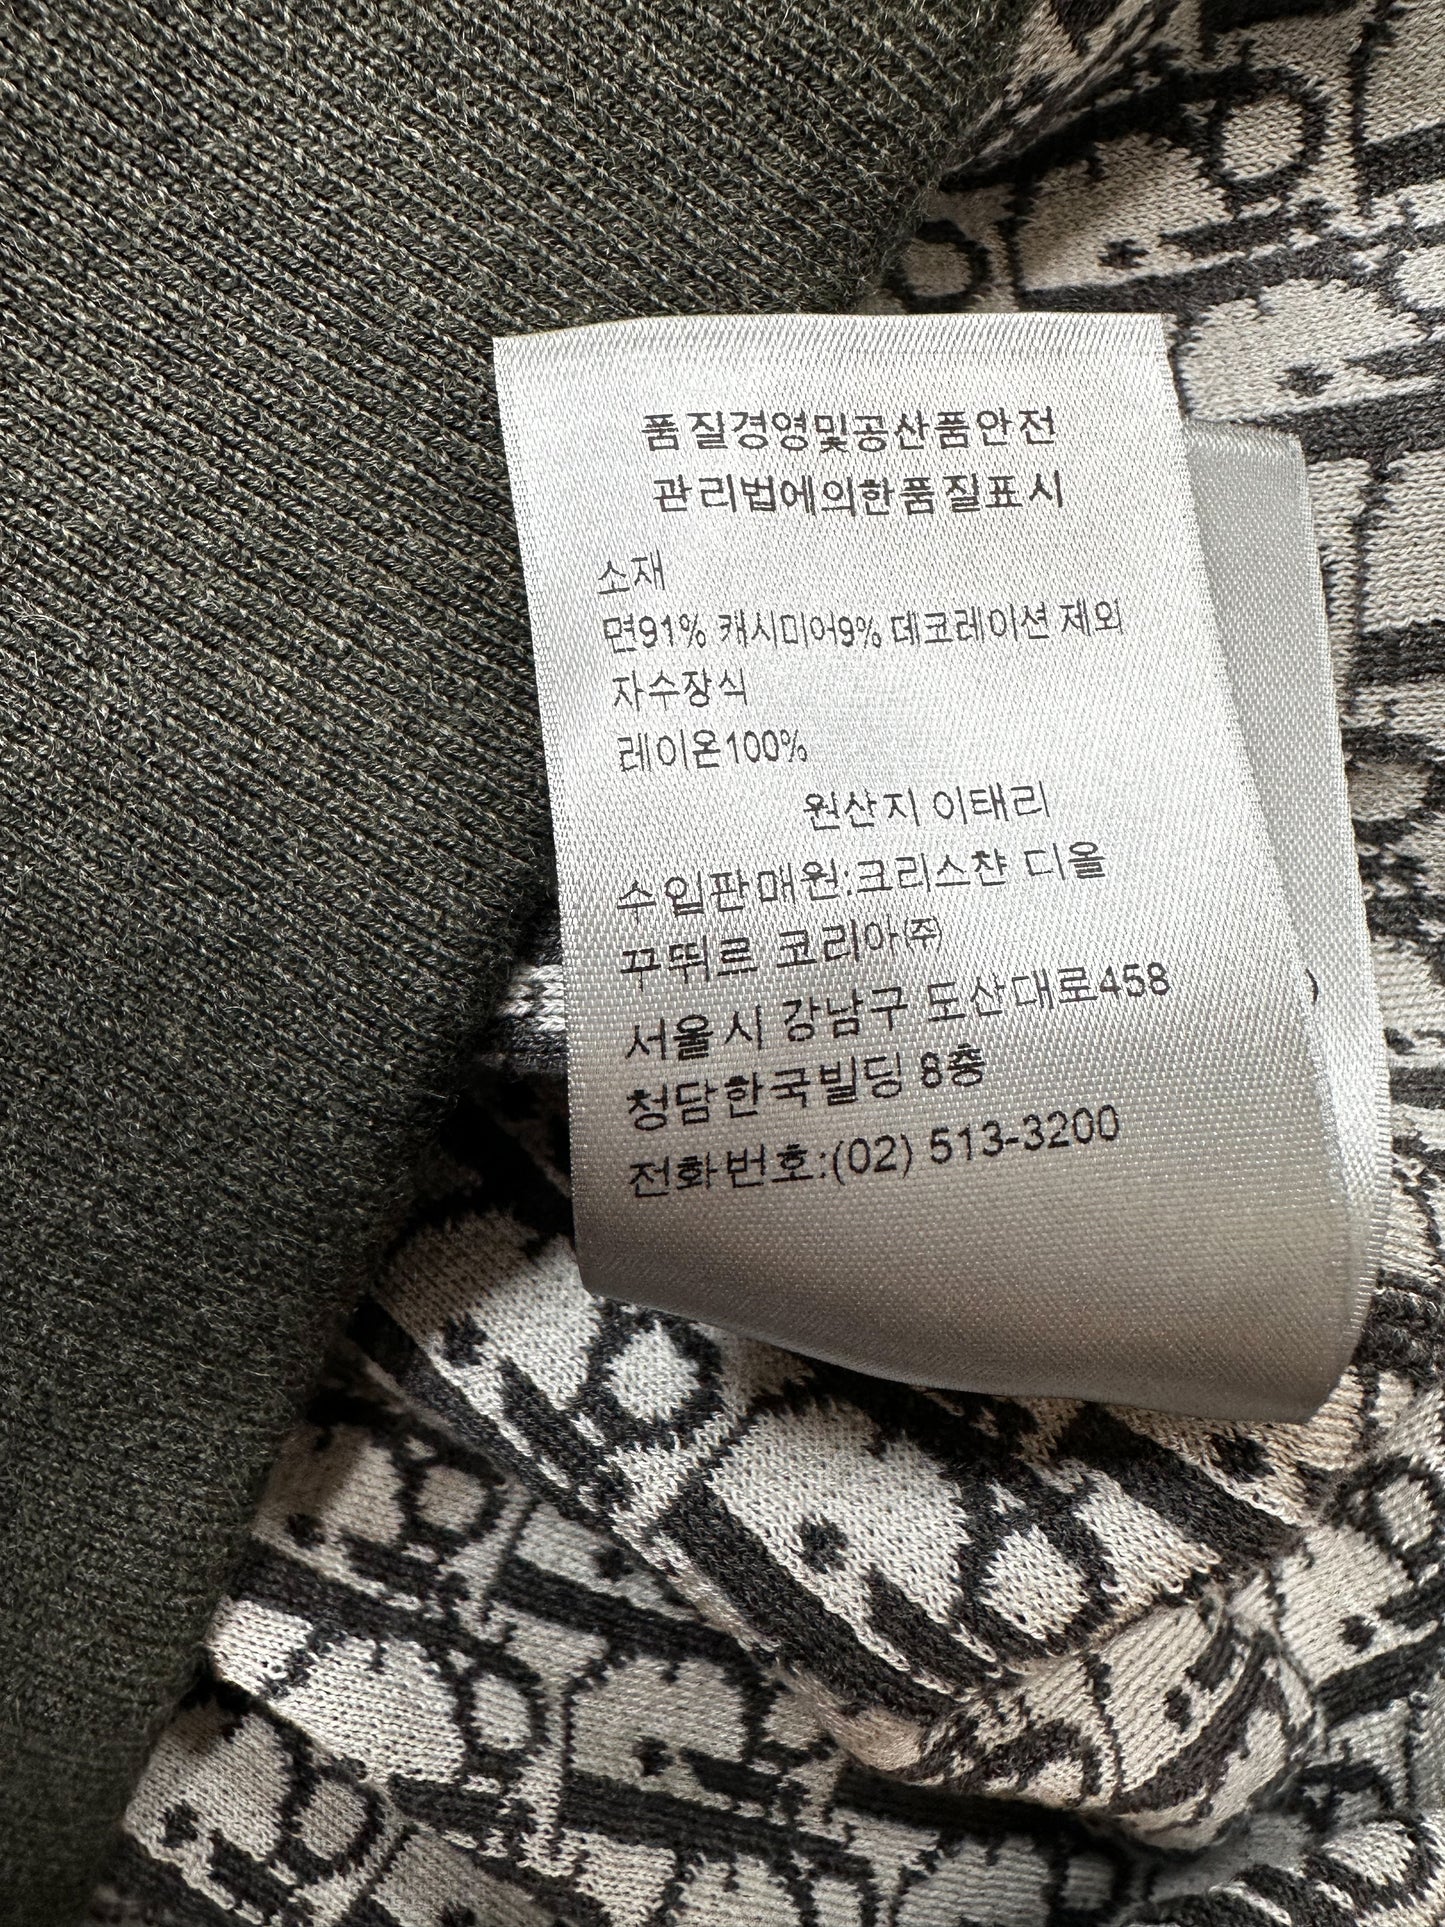 품질경영및공산품안전
관리법에의한품질표시
소재
면91% 캐시미어9% 데코레이션 제외
자수장식
레이온100%
원산지 이태리
수입판매원:크리스챤 디올
꾸뛰르 코리아㈜
서울시 강남구 도산대로458
청담한국빌딩 8층
전화번호:(02) 513-3200
)